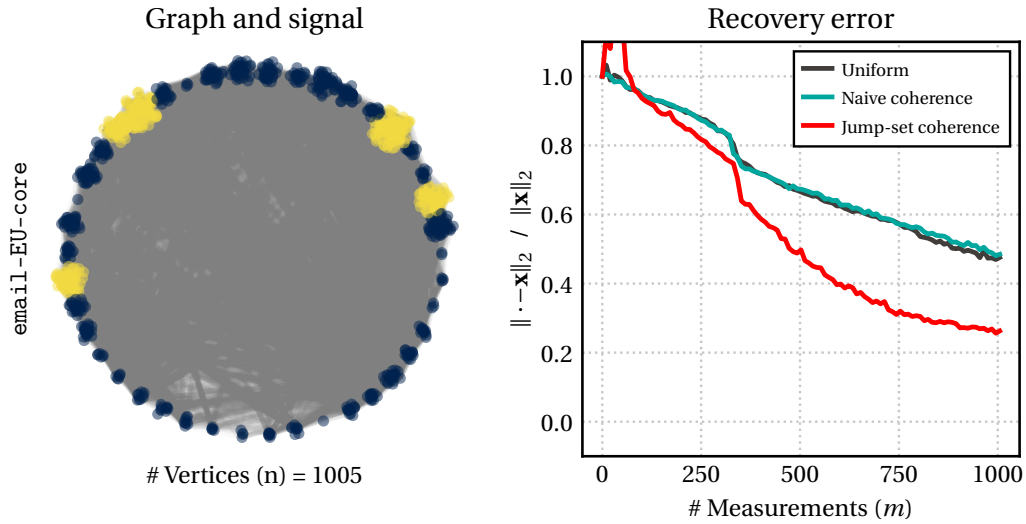 Graph and signal
email-EU-core
# Vertices (n) = 1005
Recovery error
‖ · −x‖₂ / ‖x‖₂
1.0
0.8
0.6
0.4
0.2
0.0
Uniform
Naive coherence
Jump-set coherence
0
250
500
750
1000
# Measurements (m)